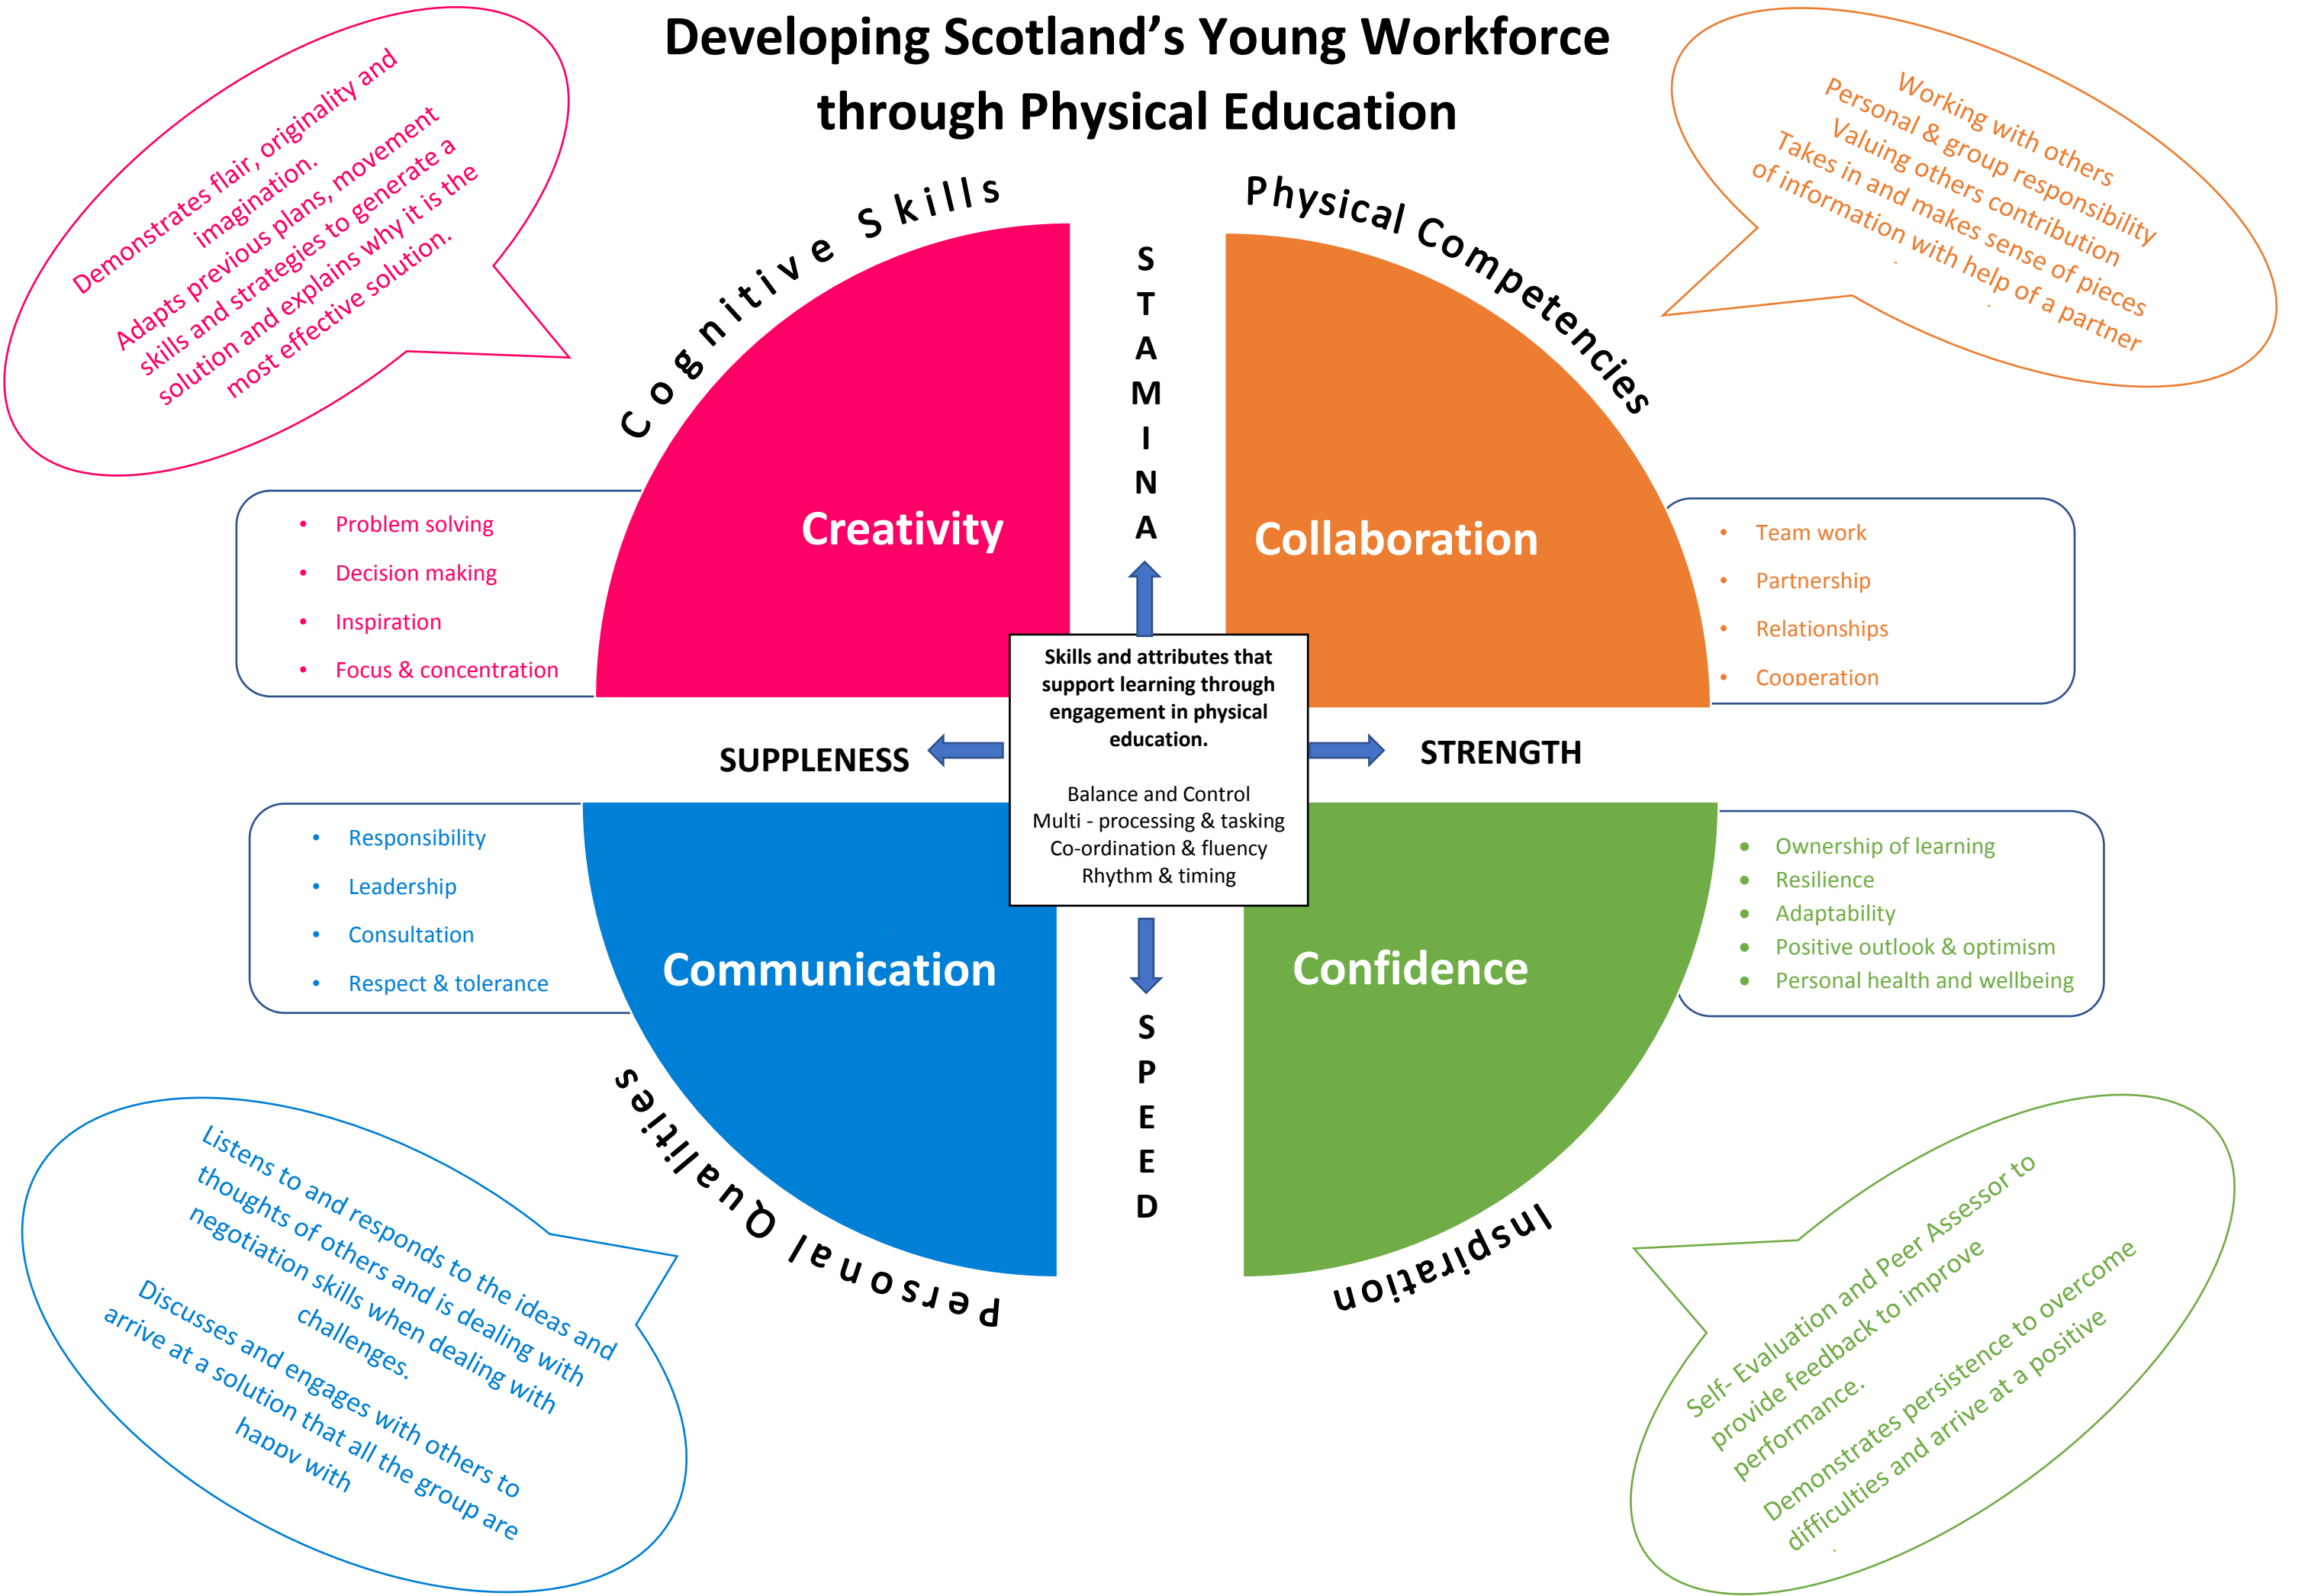 Developing Scotland's Young Workforce
through Physical Education
Demonstrates flair, originality and
imagination.
Adapts previous plans, movement
skills and strategies to generate a
solution and explains why it is the
most effective solution.
Working with others
Personal & group responsibility
Valuing others contribution
Takes in and makes sense of pieces
of information with help of a partner
.
.
Cognitive Skills
Physical Competencies
STAMINA
Creativity
Collaboration
• Problem solving
• Decision making
• Inspiration
• Focus & concentration
• Team work
• Partnership
• Relationships
• Cooperation
Skills and attributes that
support learning through
engagement in physical
education.
Balance and Control
Multi - processing & tasking
Co-ordination & fluency
Rhythm & timing
SUPPLENESS
STRENGTH
• Responsibility
• Leadership
• Consultation
• Respect & tolerance
• Ownership of learning
• Resilience
• Adaptability
• Positive outlook & optimism
• Personal health and wellbeing
Communication
Confidence
SPEED
Personal Qualities
Inspiration
Listens to and responds to the ideas and
thoughts of others and is dealing with
negotiation skills when dealing with
challenges.
Discusses and engages with others to
arrive at a solution that all the group are
happy with
Self- Evaluation and Peer Assessor to
provide feedback to improve
performance.
Demonstrates persistence to overcome
difficulties and arrive at a positive
.